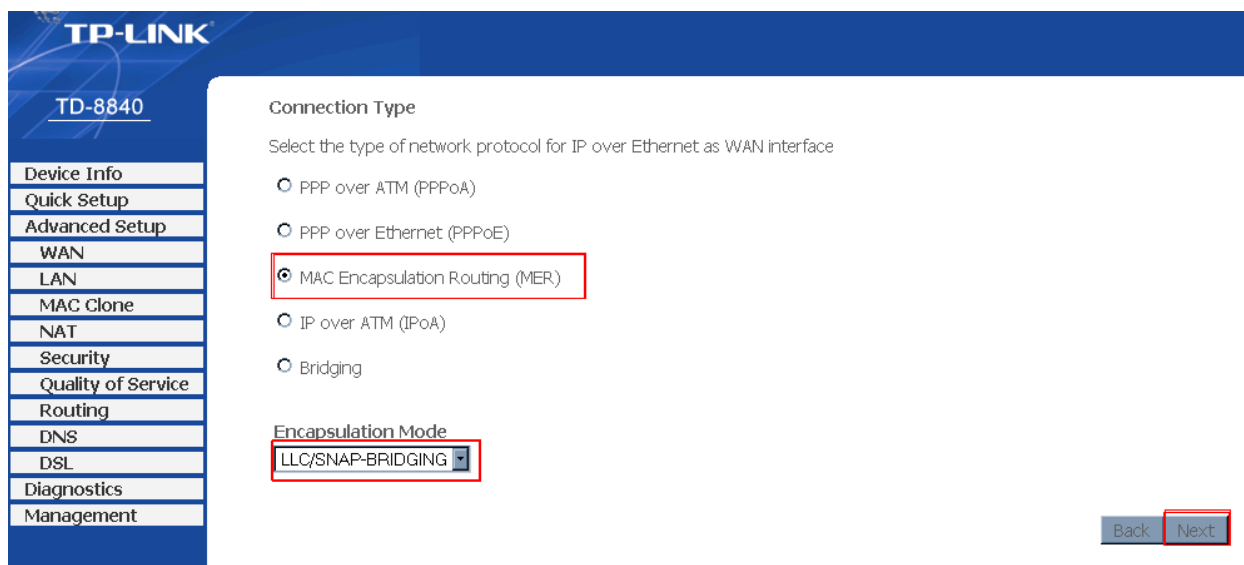 TP-LINK
TD-8840
Device Info
Quick Setup
Advanced Setup
WAN
LAN
MAC Clone
NAT
Security
Quality of Service
Routing
DNS
DSL
Diagnostics
Management
Connection Type
Select the type of network protocol for IP over Ethernet as WAN interface
PPP over ATM (PPPoA)
PPP over Ethernet (PPPoE)
MAC Encapsulation Routing (MER)
IP over ATM (IPoA)
Bridging
Encapsulation Mode
LLC/SNAP-BRIDGING
Back Next